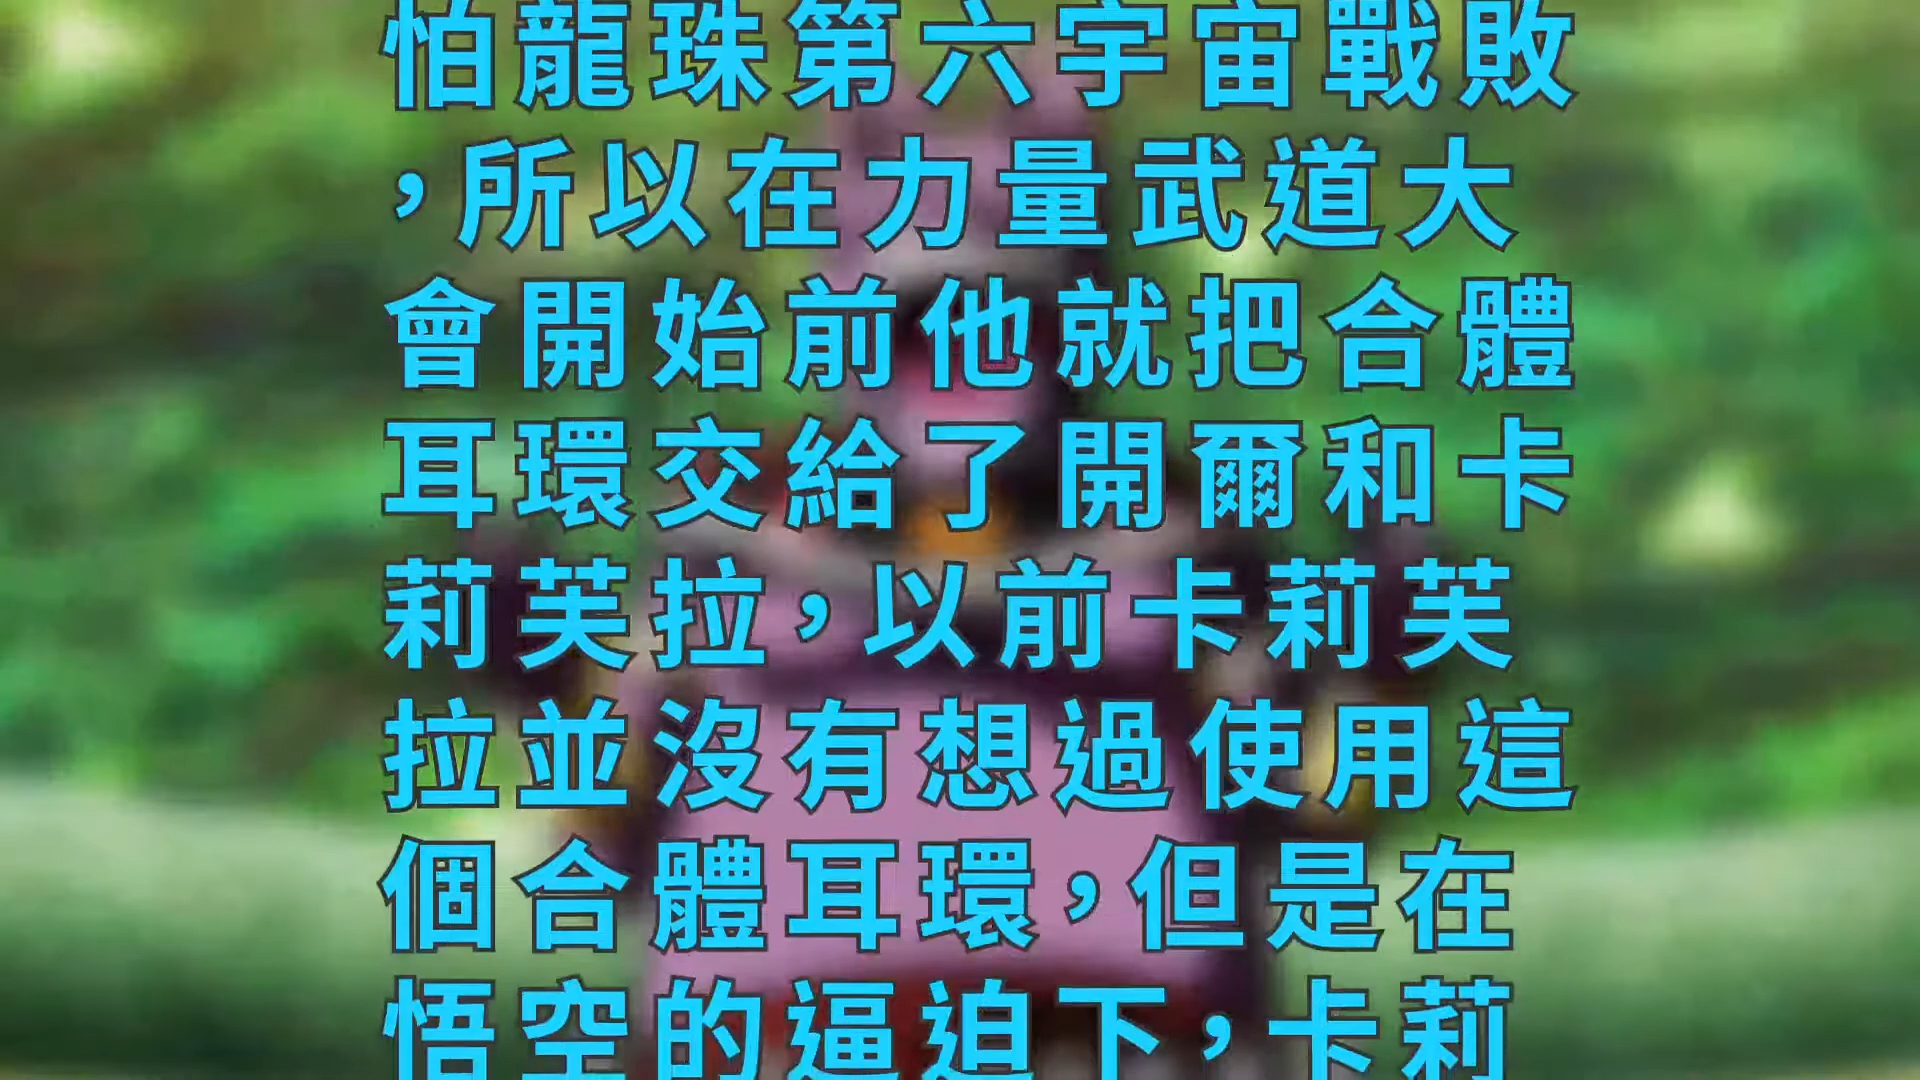 怕龍珠第六宇宙戰敗
,所以在力量武道大
會開始前他就把合體
耳環交給了開爾和卡
莉芙拉,以前卡莉芙
拉並沒有想過使用這
個合體耳環,但是在
悟空的逼迫下,卡莉